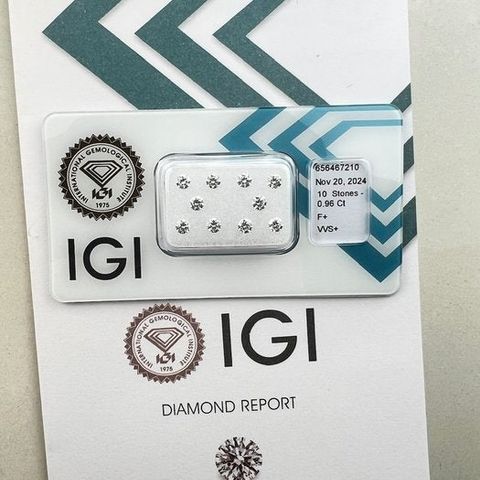 INTERNATIONAL GEMOLOGICAL INSTITUTE
IGI
1975
IGI
656467210
Nov 20, 2024
10 Stones -
0.96 Ct
F+
VVS+
INTERNATIONAL GEMOLOGICAL INSTITUTE
IGI
1975
IGI
DIAMOND REPORT